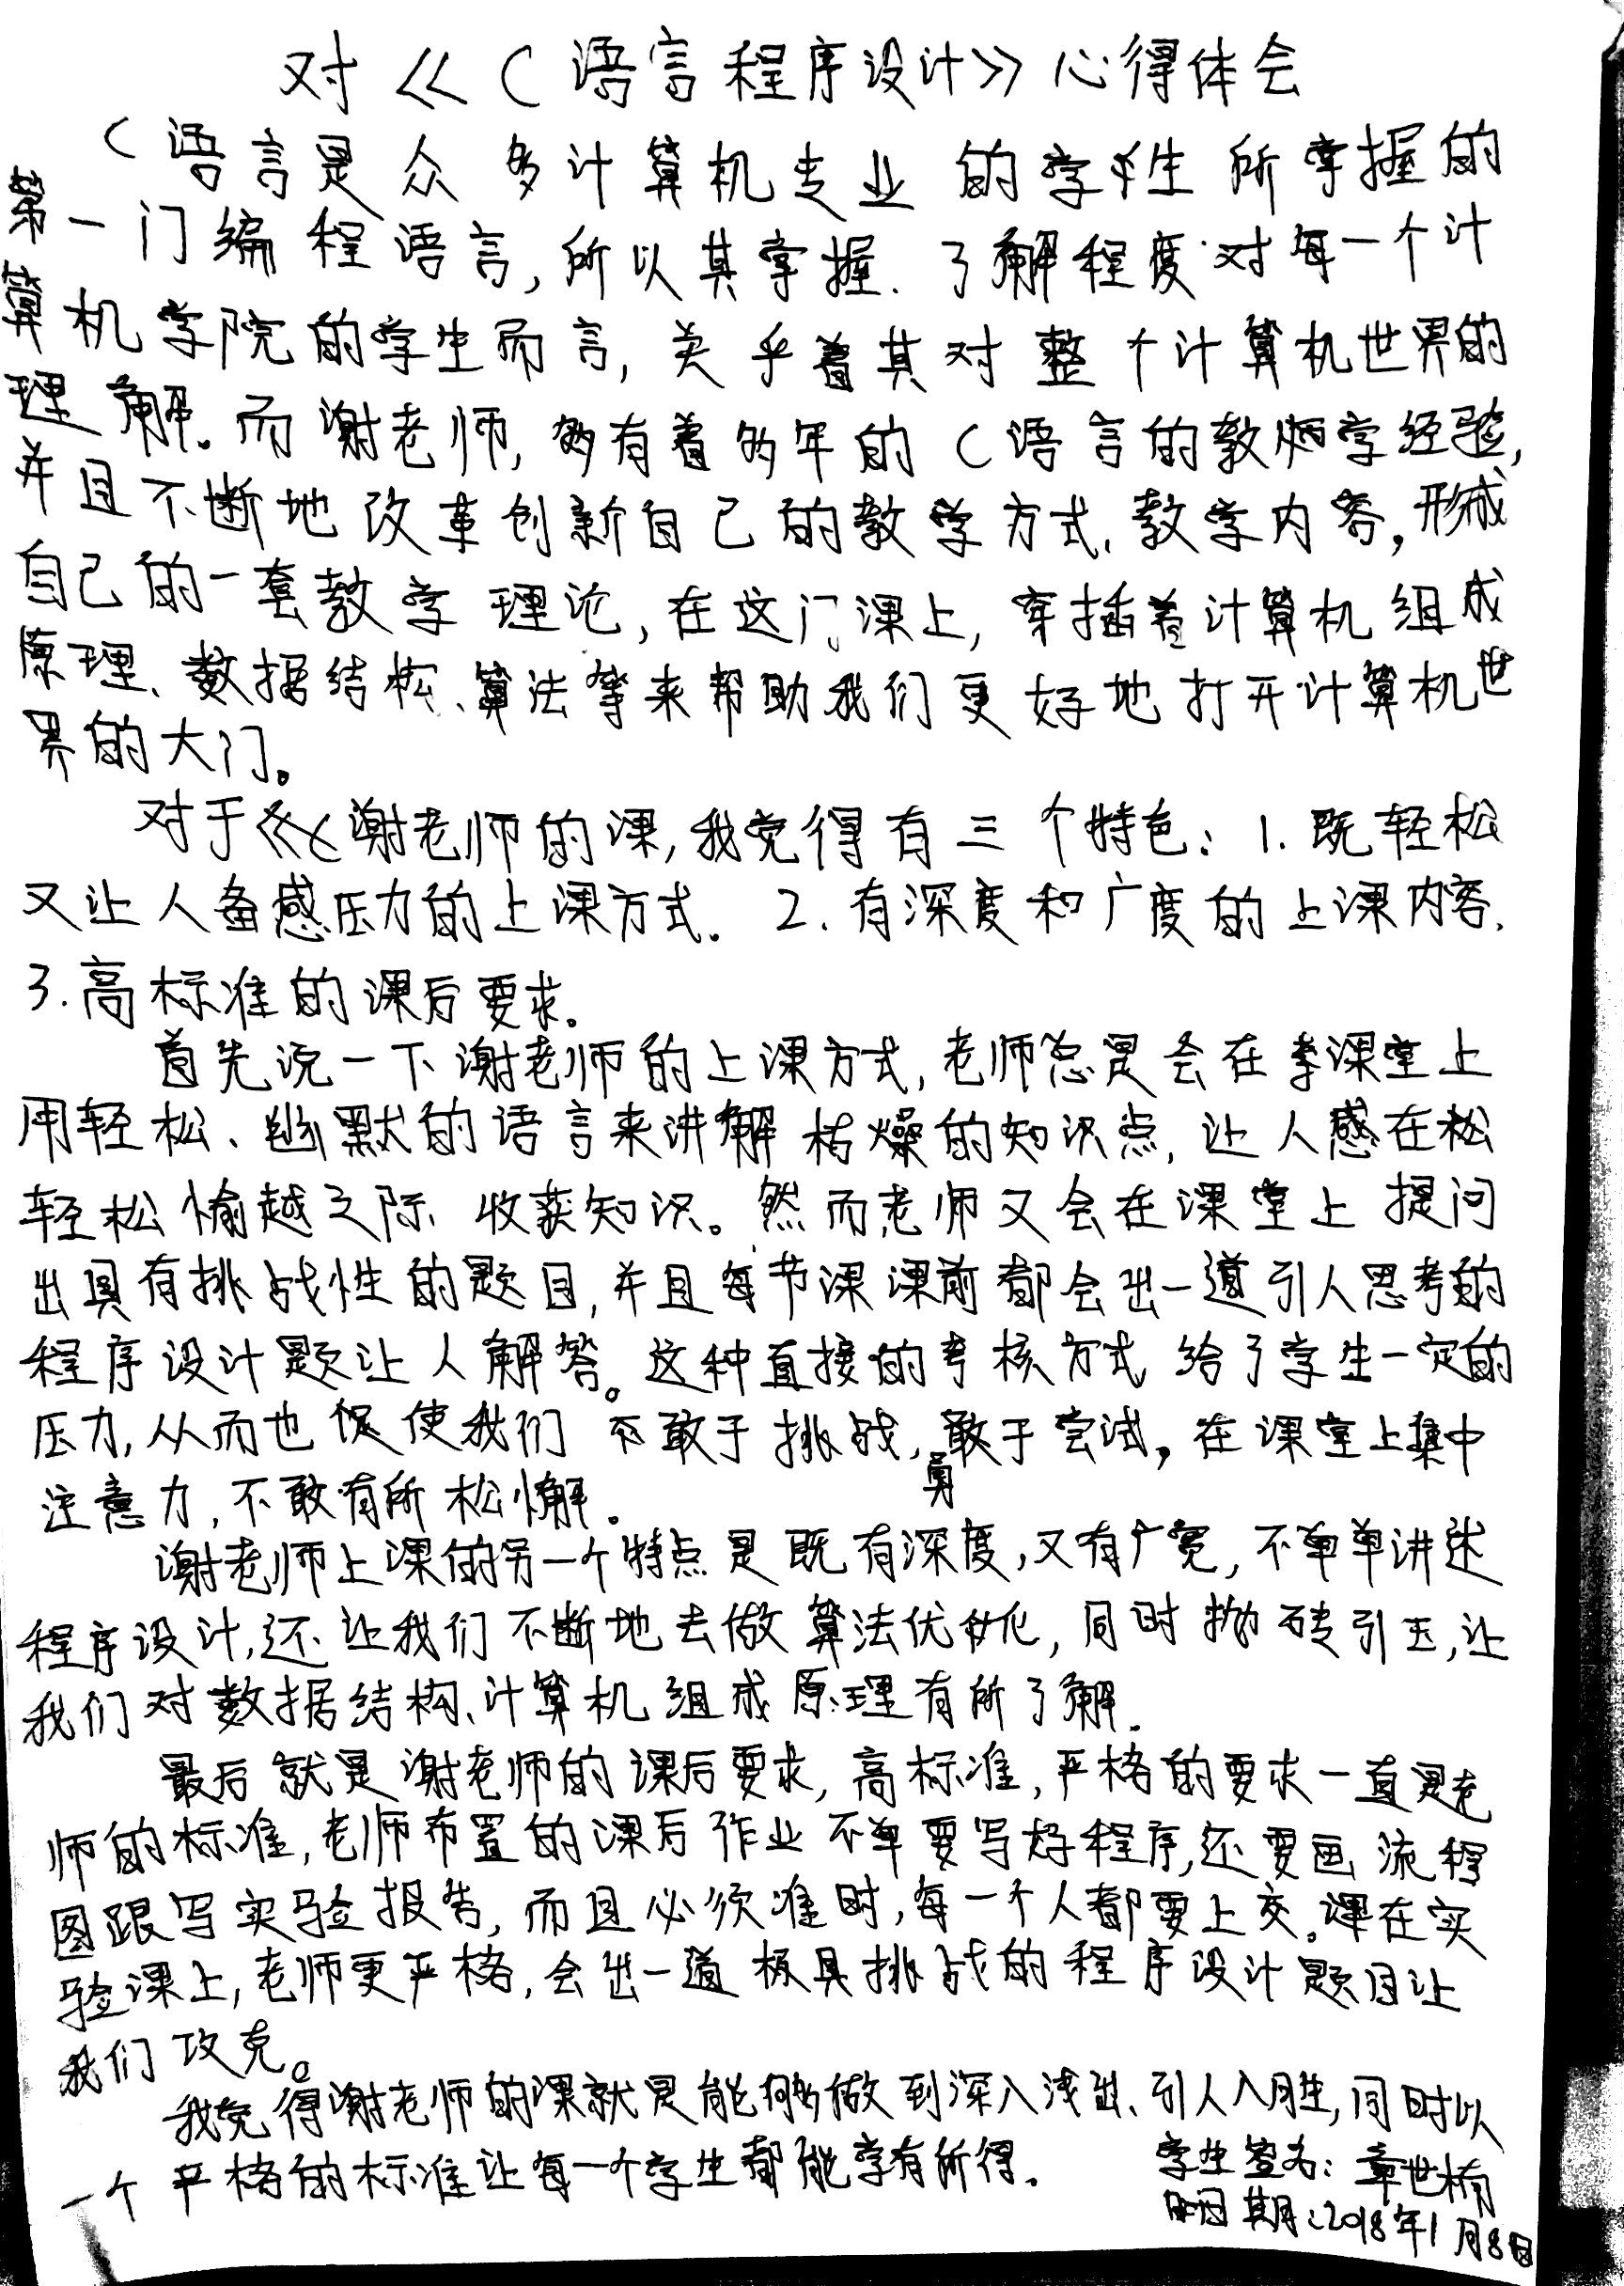 对《C语言程序设计》心得体会
C语言是众多计算机专业的学生所掌握的
第一门编程语言,所以其掌握、了解程度对每一个计
算机学院的学生而言,关乎着其对整个计算机世界的
理解。而谢老师,有着多年的C语言的教学经验,
并且不断地改革创新自己的教学方式、教学内容,形成
自己的一套教学理论,在这门课上,穿插着计算机组成
原理、数据结构、算法等来帮助我们更好地打开计算机世
界的大门。
对于谢老师的课,我觉得有三个特色:1.既轻松
又让人备感压力的上课方式。2.有深度和广度的上课内容.
3.高标准的课后要求。
首先说一下谢老师的上课方式,老师总是会在课堂上
用轻松、幽默的语言来讲解枯燥的知识点,让人感在松
轻松愉越之际、收获知识。然而老师又会在课堂上提问
出具有挑战性的题目,并且每节课课前都会出一道引人思考的
程序设计题让人解答。这种直接的考核方式给了学生一定的
压力,从而也促使我们敢于挑战,勇于尝试,在课堂上集中
注意力,不敢有所松懈。
谢老师上课的另一个特点是既有深度,又有广宽,不单单讲述
程序设计,还让我们不断地去做算法优化,同时抛砖引玉,让
我们对数据结构、计算机组成原理有所了解.
最后就是谢老师的课后要求,高标准,严格的要求一直是老
师的标准,老师布置的课后作业不单要写好程序,还要画流程
图跟写实验报告,而且必须准时,每一个人都要上交。在实
验课上,老师更严格,会出一道极具挑战的程序设计题目让
我们攻克。
我觉得谢老师的课就是能够做到深入浅出、引人入胜,同时以
一个严格的标准让每一个学生都能学有所得.
学生签名:章世楠
日期:2018年1月8日